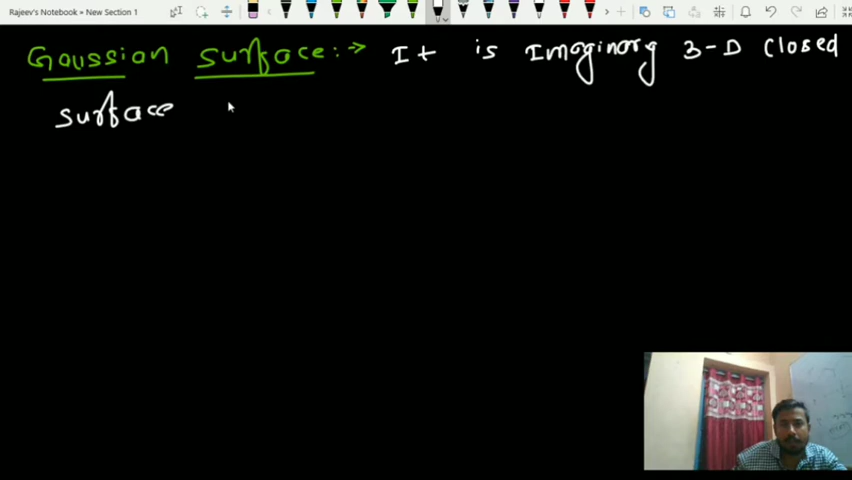 Rajeev's Notebook » New Section 1
Gaussian surface :→ It is Imaginary 3-D closed
surface